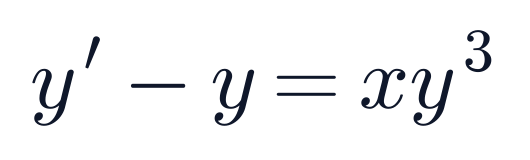 y′ − y = xy³